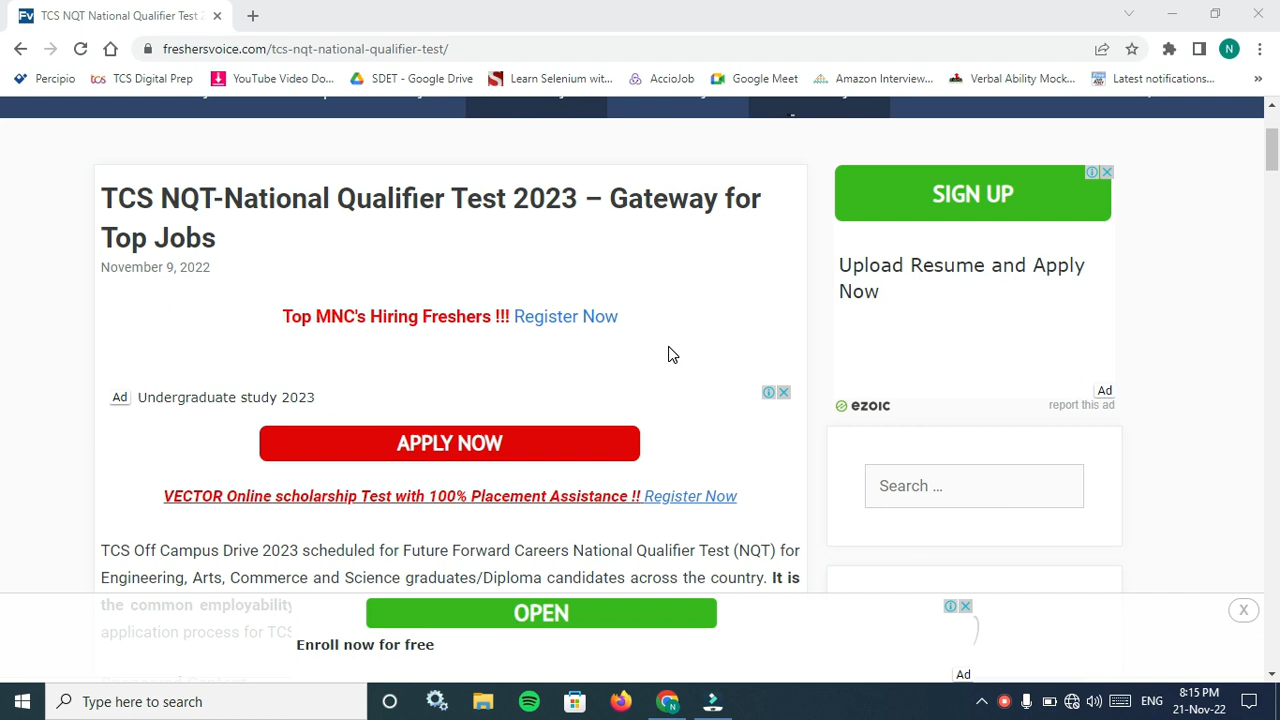 TCS NQT National Qualifier Test 2
freshersvoice.com/tcs-nqt-national-qualifier-test/
N
Percipio
TCS Digital Prep
YouTube Video Do...
SDET - Google Drive
Learn Selenium wit...
AccioJob
Google Meet
Amazon Interview...
Verbal Ability Mock...
Latest notifications...
TCS NQT-National Qualifier Test 2023 – Gateway for
Top Jobs
November 9, 2022
Top MNC's Hiring Freshers !!! Register Now
Ad Undergraduate study 2023
APPLY NOW
VECTOR Online scholarship Test with 100% Placement Assistance !! Register Now
TCS Off Campus Drive 2023 scheduled for Future Forward Careers National Qualifier Test (NQT) for
Engineering, Arts, Commerce and Science graduates/Diploma candidates across the country. It is
the common employability
application process for TCS
SIGN UP
Upload Resume and Apply
Now
Ad
ezoic
report this ad
Search ...
OPEN
Enroll now for free
Ad
X
Type here to search
ENG
8:15 PM
21-Nov-22